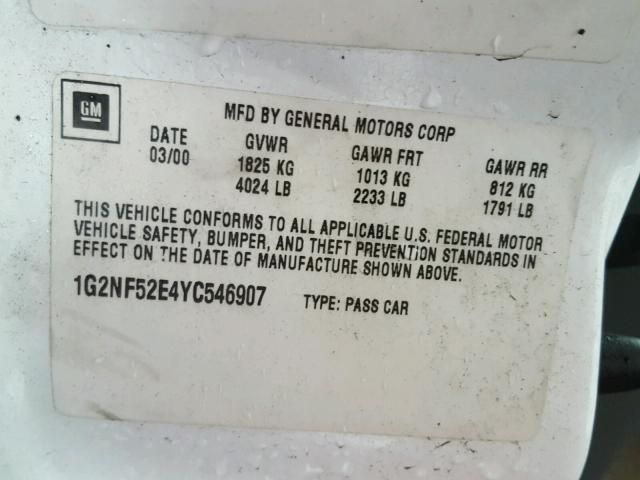 GM
MFD BY GENERAL MOTORS CORP
DATE GVWR GAWR FRT GAWR RR
03/00 1825 KG 1013 KG 812 KG
4024 LB 2233 LB 1791 LB
THIS VEHICLE CONFORMS TO ALL APPLICABLE U.S. FEDERAL MOTOR
VEHICLE SAFETY, BUMPER, AND THEFT PREVENTION STANDARDS IN
EFFECT ON THE DATE OF MANUFACTURE SHOWN ABOVE.
1G2NF52E4YC546907 TYPE: PASS CAR